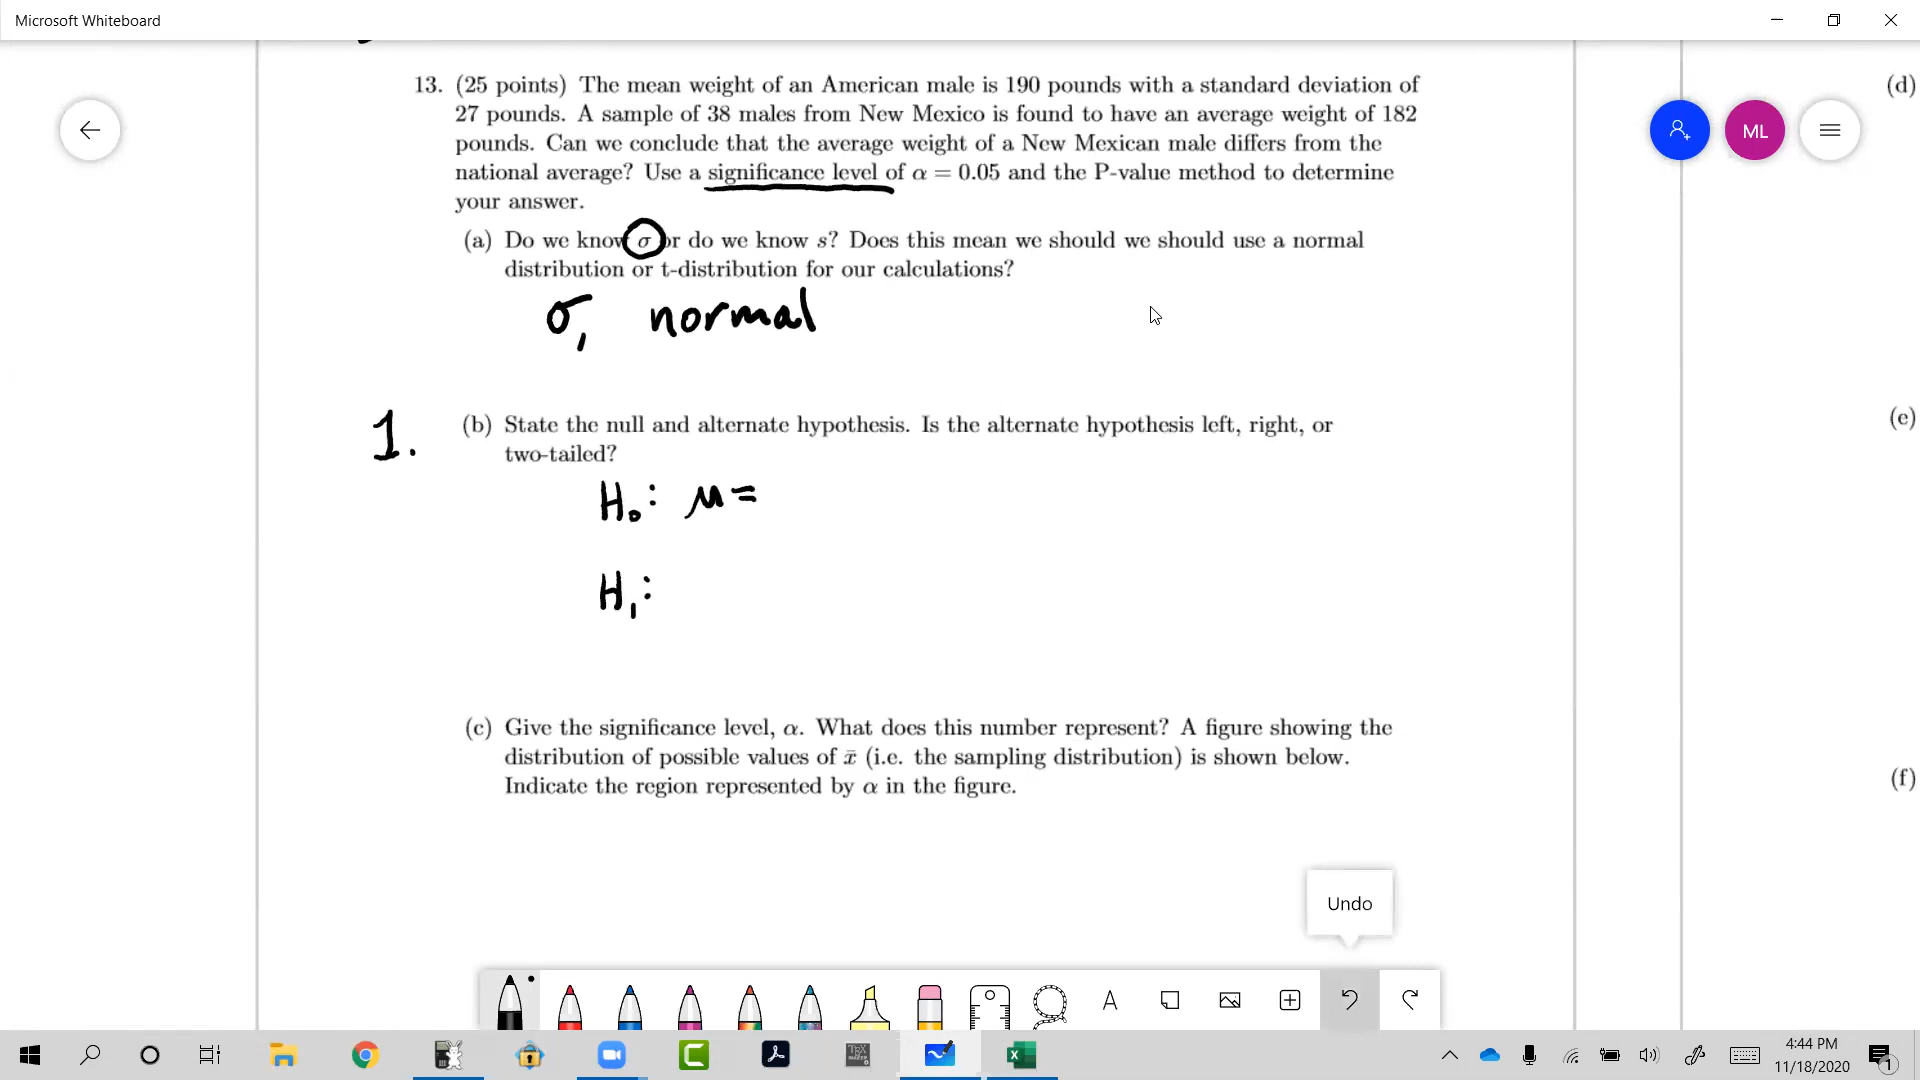 Microsoft Whiteboard
13. (25 points) The mean weight of an American male is 190 pounds with a standard deviation of
27 pounds. A sample of 38 males from New Mexico is found to have an average weight of 182
pounds. Can we conclude that the average weight of a New Mexican male differs from the
national average? Use a significance level of α = 0.05 and the P-value method to determine
your answer.
(a) Do we know σ or do we know s? Does this mean we should we should use a normal
distribution or t-distribution for our calculations?
σ, normal
1. (b) State the null and alternate hypothesis. Is the alternate hypothesis left, right, or
two-tailed?
H₀: μ =
H₁:
(c) Give the significance level, α. What does this number represent? A figure showing the
distribution of possible values of x̄ (i.e. the sampling distribution) is shown below.
Indicate the region represented by α in the figure.
(d)
(e)
(f)
ML
Undo
4:44 PM
11/18/2020
1